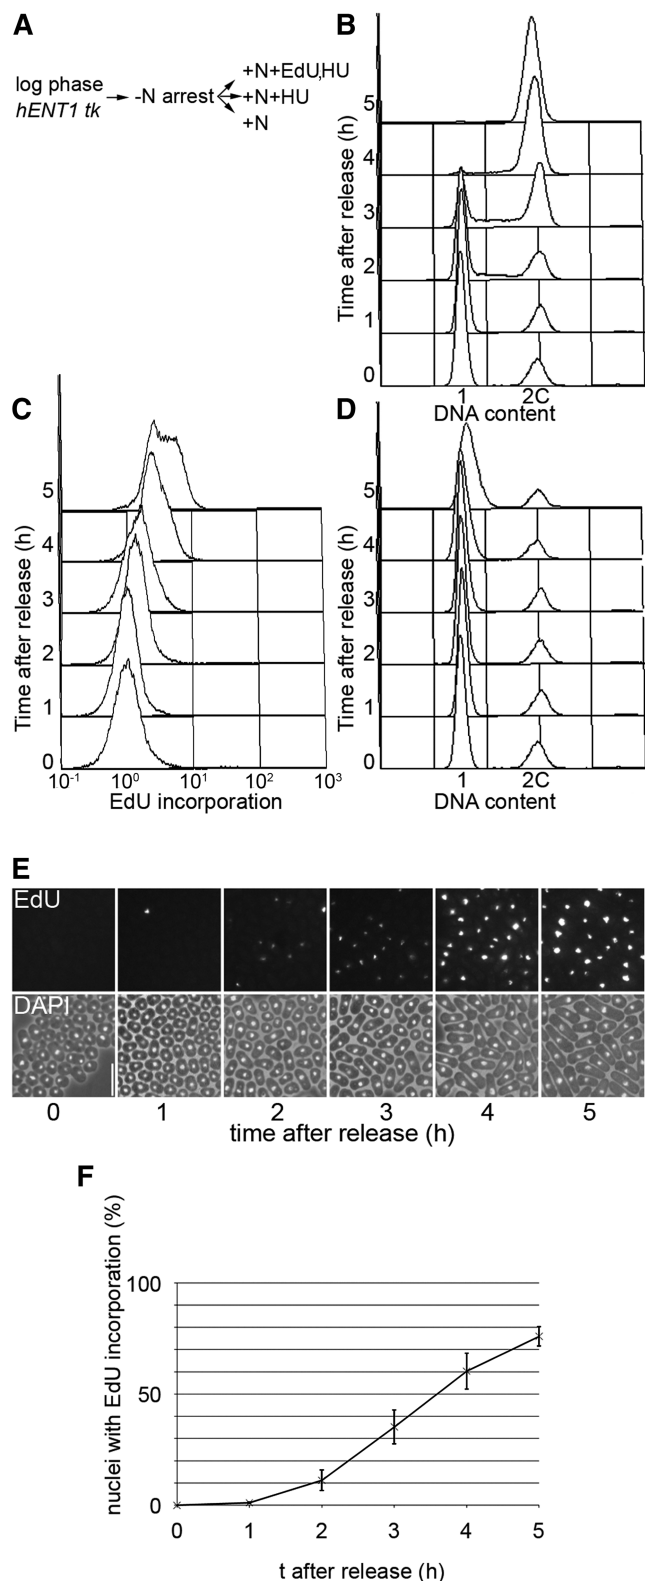 A
log phase
hENT1 tk
-N arrest
+N+EdU,HU
+N+HU
+N
B
Time after release (h)
5
4
3
2
1
0
1 2C
DNA content
C
Time after release (h)
5
4
3
2
1
0
10-1 100 101 102 103
EdU incorporation
D
Time after release (h)
5
4
3
2
1
0
1 2C
DNA content
E
EdU
DAPI
0 1 2 3 4 5
time after release (h)
F
nuclei with EdU incorporation (%)
100
50
0
0 1 2 3 4 5
t after release (h)